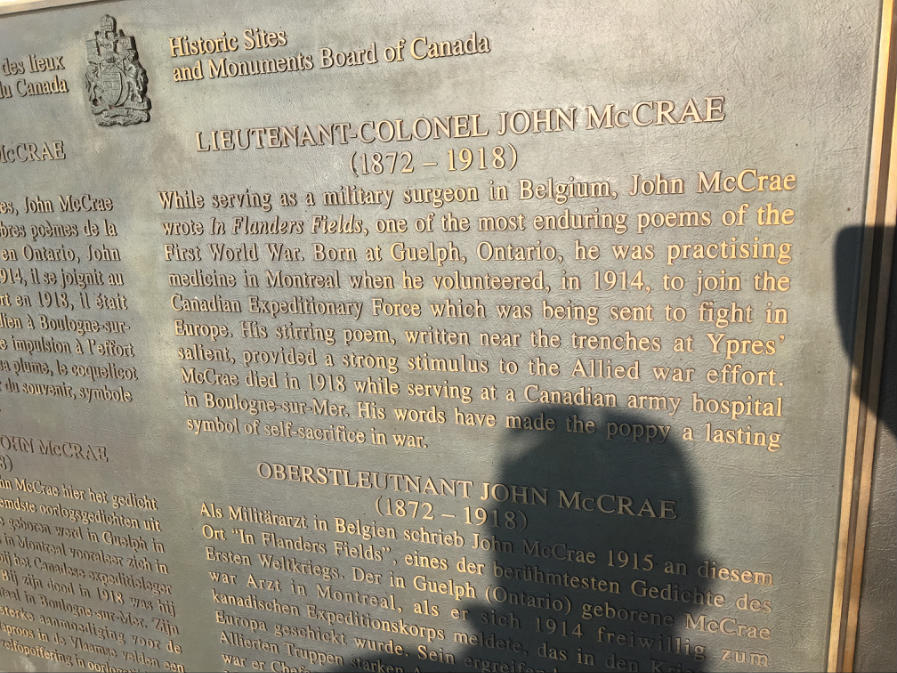 des lieux
du Canada
Historic Sites
and Monuments Board of Canada
McCRAE
John McCrae
poèmes de la
en Ontario, John
1914, il se joignit au
en 1918, il était
à Boulogne-sur-
impulsion à l'effort
plume, le coquelicot
du souvenir, symbole
LIEUTENANT-COLONEL JOHN McCRAE
(1872 – 1918)
While serving as a military surgeon in Belgium, John McCrae
wrote In Flanders Fields, one of the most enduring poems of the
First World War. Born at Guelph, Ontario, he was practising
medicine in Montreal when he volunteered, in 1914, to join the
Canadian Expeditionary Force which was being sent to fight in
Europe. His stirring poem, written near the trenches at Ypres'
salient, provided a strong stimulus to the Allied war effort.
McCrae died in 1918 while serving at a Canadian army hospital
in Boulogne-sur-Mer. His words have made the poppy a lasting
symbol of self-sacrifice in war.
JOHN McCRAE
McCrae hier het gedicht
oorlogsgedichten uit
geboren werd in Guelph in
in Montreal vooraleer zich in
bij het Canadese expeditieleger
Bij zijn dood in 1918 was hij
in Boulogne-sur-Mer. Zijn
sterke aanmoediging voor de
in de Vlaamse velden een
zelfopoffering in
OBERSTLEUTNANT JOHN McCRAE
(1872 – 1918)
Als Militärarzt in Belgien schrieb John McCrae 1915 an diesem
Ort "In Flanders Fields", eines der berühmtesten Gedichte des
Ersten Weltkriegs. Der in Guelph (Ontario) geborene McCrae
war Arzt in Montreal, als er sich 1914 freiwillig zum
kanadischen Expeditionskorps meldete, das in den
Europa geschickt wurde. Sein
Allierten Truppen starken
war er